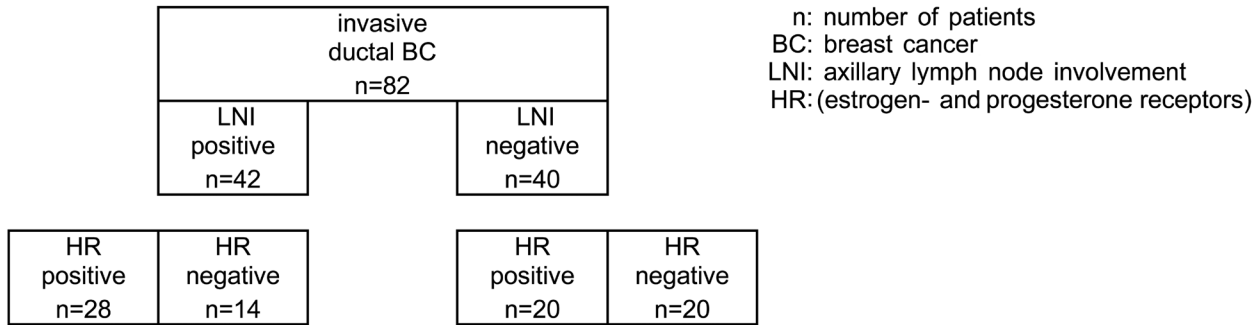 invasive
ductal BC
n=82
LNI
positive
n=42
LNI
negative
n=40
HR
positive
n=28
HR
negative
n=14
HR
positive
n=20
HR
negative
n=20
n: number of patients
BC: breast cancer
LNI: axillary lymph node involvement
HR: (estrogen- and progesterone receptors)